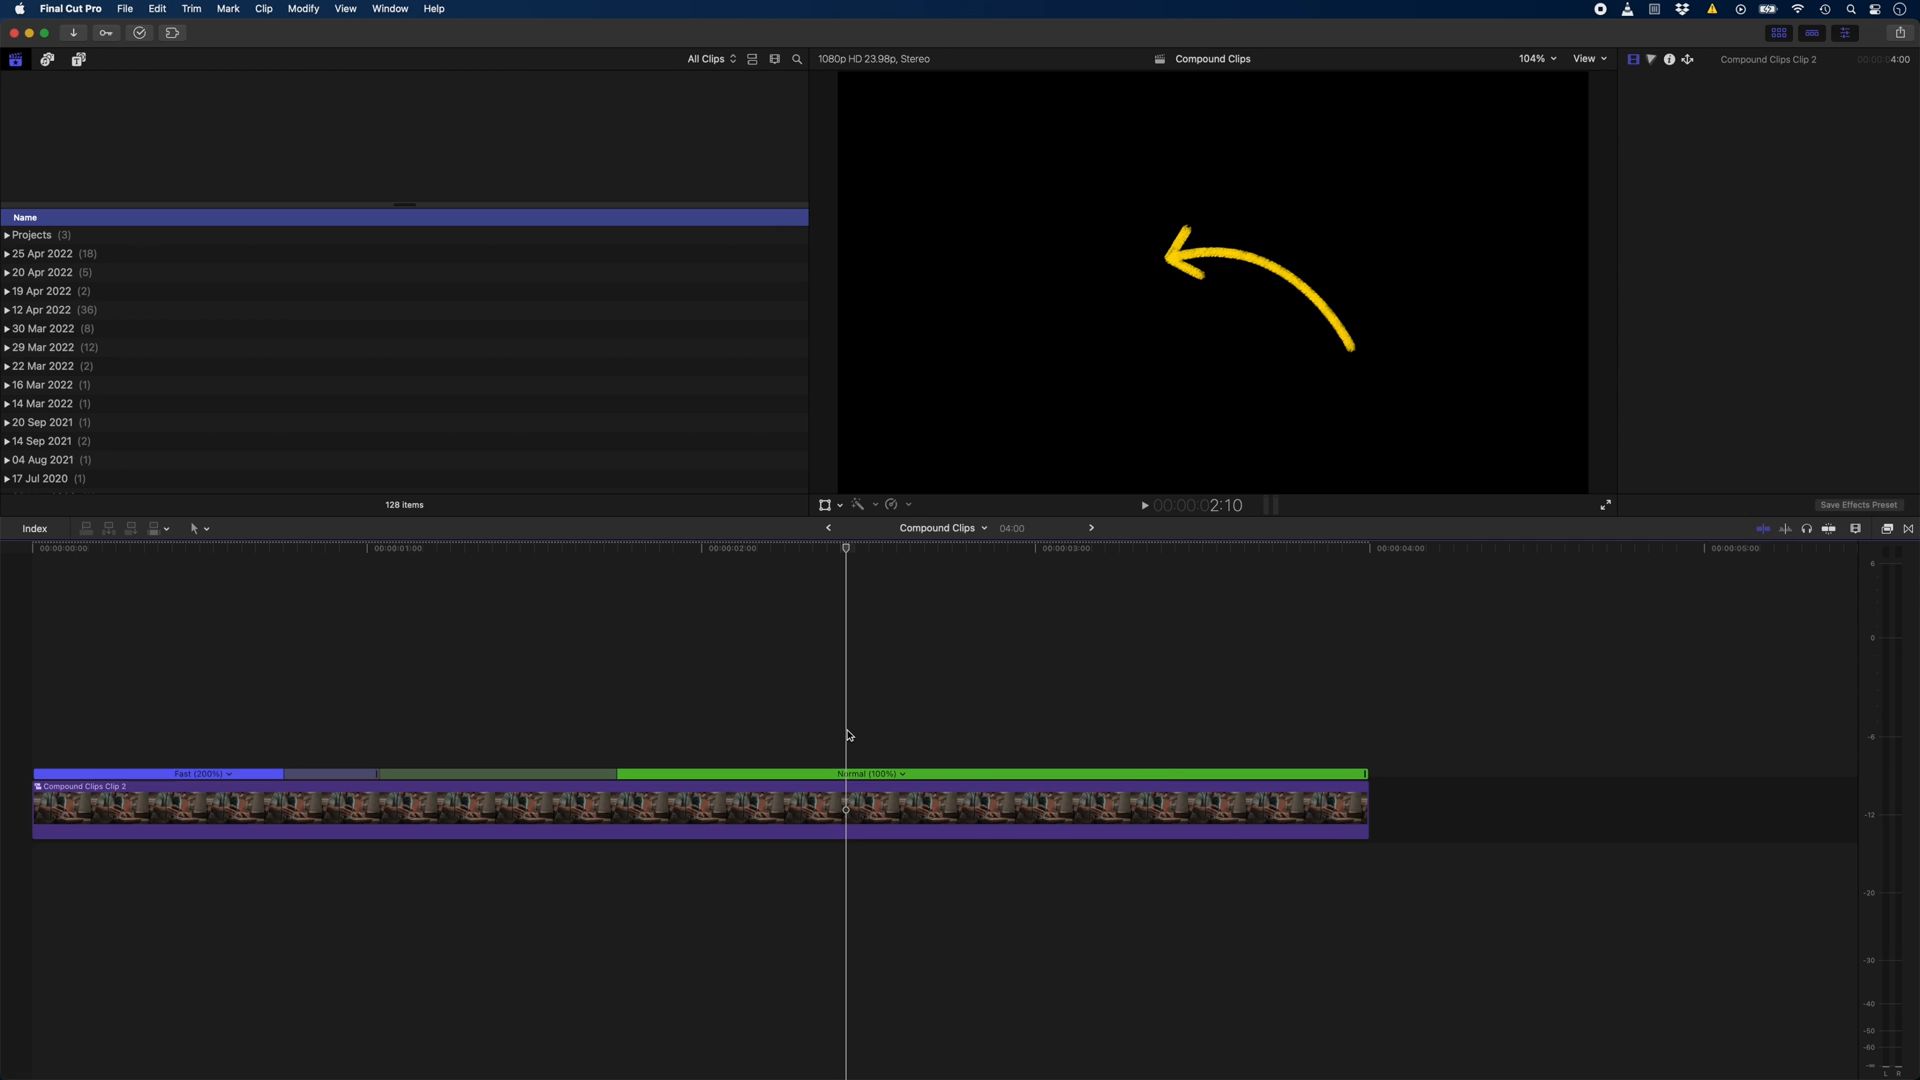 Final Cut Pro File Edit Trim Mark Clip Modify View Window Help
All Clips 1080p HD 23.98p, Stereo Compound Clips 104% View Compound Clips Clip 2 00:00:04:00
Name
Projects (3)
25 Apr 2022 (18)
20 Apr 2022 (5)
19 Apr 2022 (2)
12 Apr 2022 (36)
30 Mar 2022 (8)
29 Mar 2022 (12)
22 Mar 2022 (2)
16 Mar 2022 (1)
14 Mar 2022 (1)
20 Sep 2021 (1)
14 Sep 2021 (2)
04 Aug 2021 (1)
17 Jul 2020 (1)
128 items 00:00:02:10 Save Effects Preset
Index Compound Clips 04:00
00:00:00:00 00:00:01:00 00:00:02:00 00:00:03:00 00:00:04:00 00:00:05:00
6
0
-6
Fast (200%) Normal (100%)
Compound Clips Clip 2
-12
-20
-30
-40
-50
-60
-∞
L R